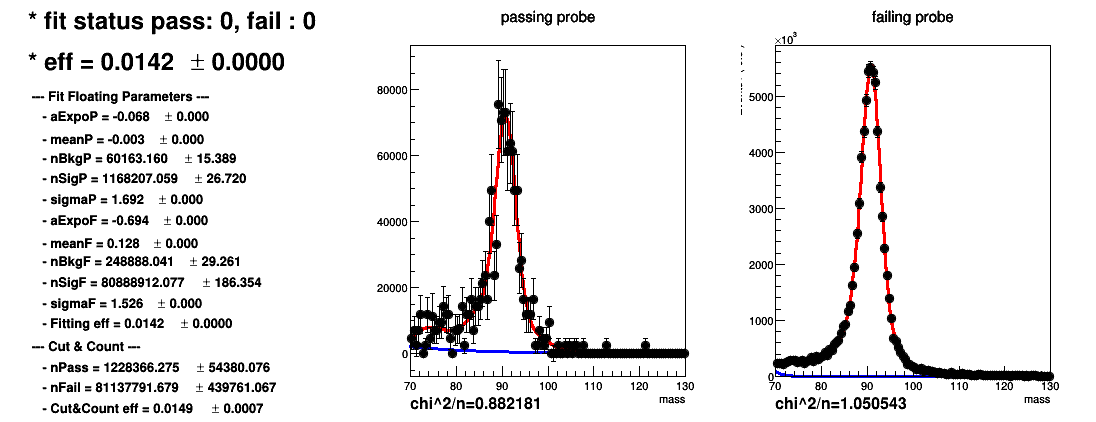 * fit status pass: 0, fail : 0
* eff = 0.0142 ± 0.0000
--- Fit Floating Parameters ---
- aExpoP = -0.068 ± 0.000
- meanP = -0.003 ± 0.000
- nBkgP = 60163.160 ± 15.389
- nSigP = 1168207.059 ± 26.720
- sigmaP = 1.692 ± 0.000
- aExpoF = -0.694 ± 0.000
- meanF = 0.128 ± 0.000
- nBkgF = 248888.041 ± 29.261
- nSigF = 80888912.077 ± 186.354
- sigmaF = 1.526 ± 0.000
- Fitting eff = 0.0142 ± 0.0000
--- Cut & Count ---
- nPass = 1228366.275 ± 54380.076
- nFail = 81137791.679 ± 439761.067
- Cut&Count eff = 0.0149 ± 0.0007
passing probe
80000
60000
40000
20000
0
70 80 90 100 110 120 130
mass
chi^2/n=0.882181
failing probe
×10³
5000
4000
3000
2000
1000
0
70 80 90 100 110 120 130
mass
chi^2/n=1.050543